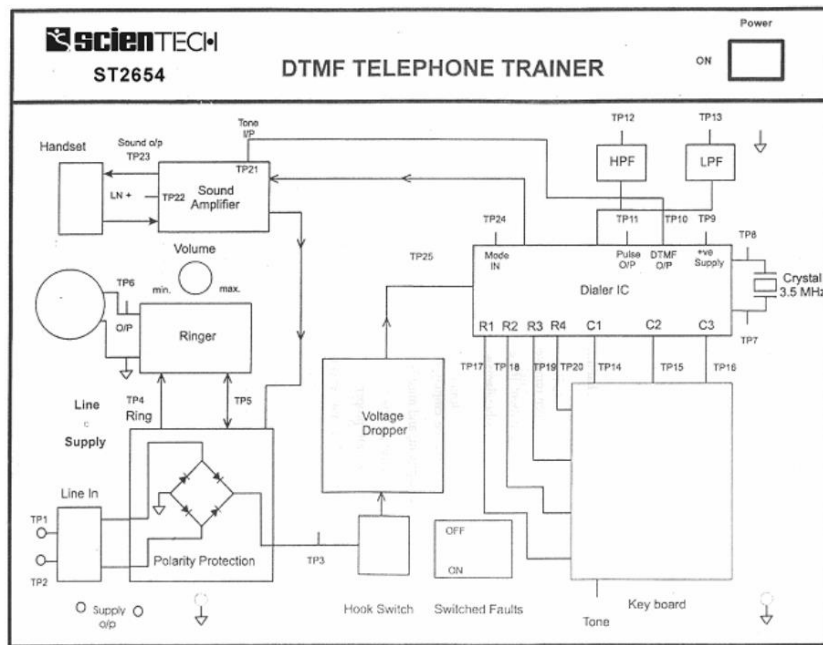 Power
scienTECH
ON
ST2654
DTMF TELEPHONE TRAINER
Tone
I/P
TP12
TP13
Handset
Sound o/p
TP23
TP21
HPF
LPF
LN +
TP22
Sound
Amplifier
TP24
TP11
TP10
TP9
Volume
TP25
Mode
IN
Pulse
O/P
DTMF
O/P
+ve
Supply
TP8
TP6
min.
max.
Crystal
3.5 MHz
Dialer IC
O/P
Ringer
R1
R2
R3
R4
C1
C2
C3
TP7
TP17
TP18
TP19
TP20
TP14
TP15
TP16
TP4
Ring
TP5
Line
c
Supply
Voltage
Dropper
Line In
TP1
OFF
TP2
Polarity Protection
TP3
ON
Supply
o/p
Hook Switch
Switched Faults
Key board
Tone